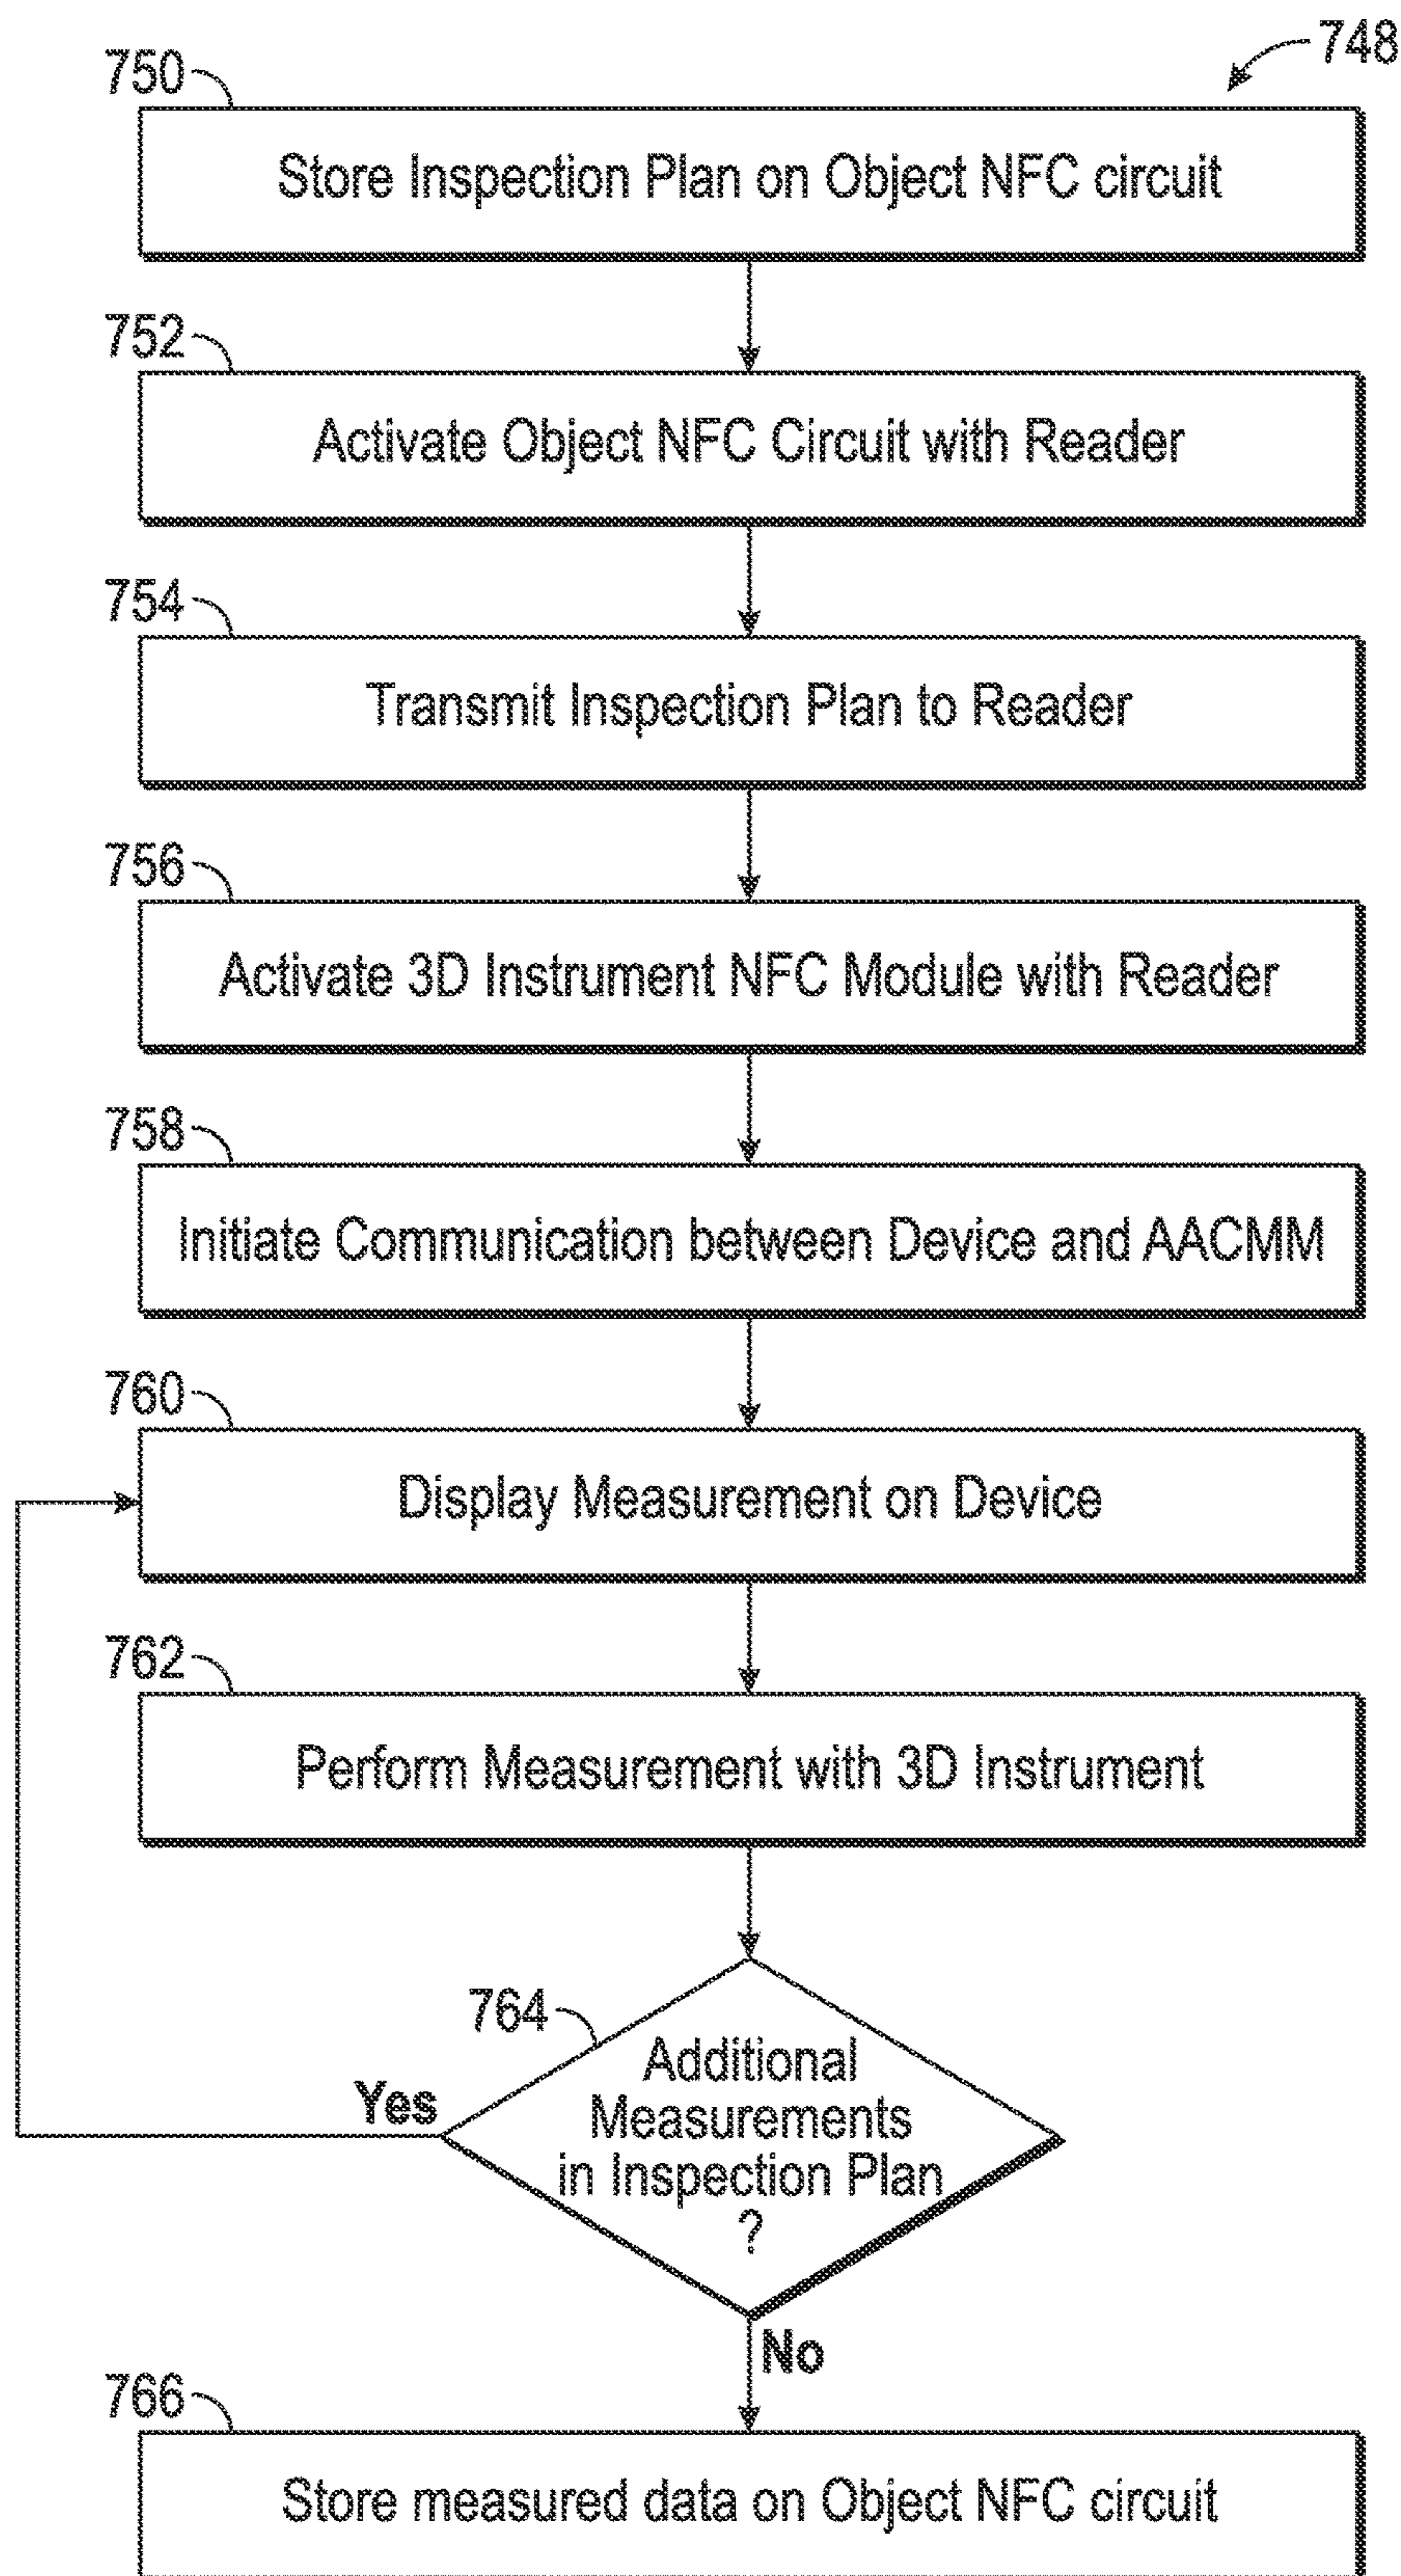 748
750
Store Inspection Plan on Object NFC circuit
752
Activate Object NFC Circuit with Reader
754
Transmit Inspection Plan to Reader
756
Activate 3D Instrument NFC Module with Reader
758
Initiate Communication between Device and AACMM
760
Display Measurement on Device
762
Perform Measurement with 3D Instrument
764
Additional
Measurements
in Inspection Plan
?
Yes
No
766
Store measured data on Object NFC circuit